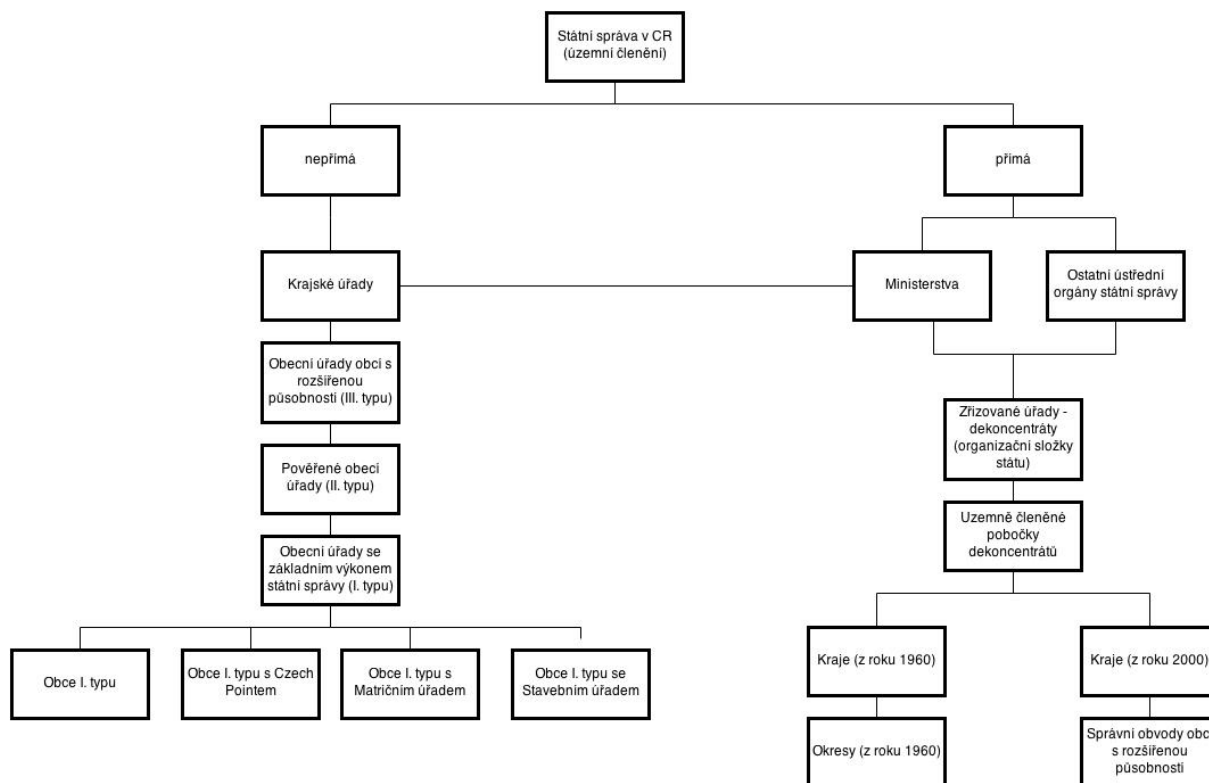 Státní správa v CR
(územní členění)
nepřímá
přímá
Krajské úřady
Ministerstva
Ostatní ústřední
orgány státní správy
Obecní úřady obcí s
rozšířenou
působnosti (III. typu)
Zřizované úřady -
dekoncentráty
(organizační složky
státu)
Pověřené obecí
úřady (II. typu)
Uzemně členěné
pobočky
dekoncentrátů
Obecní úřady se
základním výkonem
státní správy (I. typu)
Obce I. typu
Obce I. typu s Czech
Pointem
Obce I. typu s
Matričním úřadem
Obce I. typu se
Stavebním úřadem
Kraje (z roku 1960)
Kraje (z roku 2000)
Okresy (z roku 1960)
Správní obvody obc
s rozšířenou
působnosti